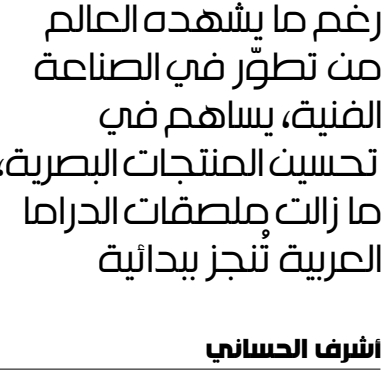 رغم ما يشهده العالم
من تطوّر في الصناعة
الفنية، يساهم في
تحسين المنتجات البصرية،
ما زالت ملصقات الدراما
العربية تُنجز ببدائية
أشرف الحساني